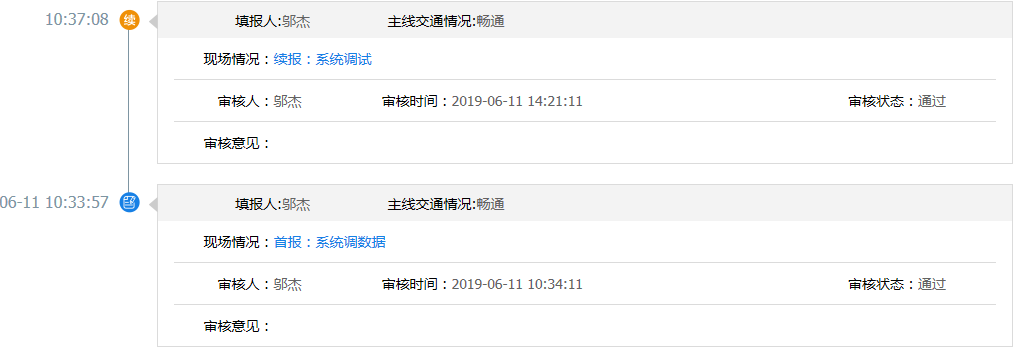 10:37:08 续 填报人:邬杰 主线交通情况:畅通
现场情况：续报：系统调试
审核人：邬杰 审核时间：2019-06-11 14:21:11 审核状态：通过
审核意见：
06-11 10:33:57 填报人:邬杰 主线交通情况:畅通
现场情况：首报：系统调数据
审核人：邬杰 审核时间：2019-06-11 10:34:11 审核状态：通过
审核意见：